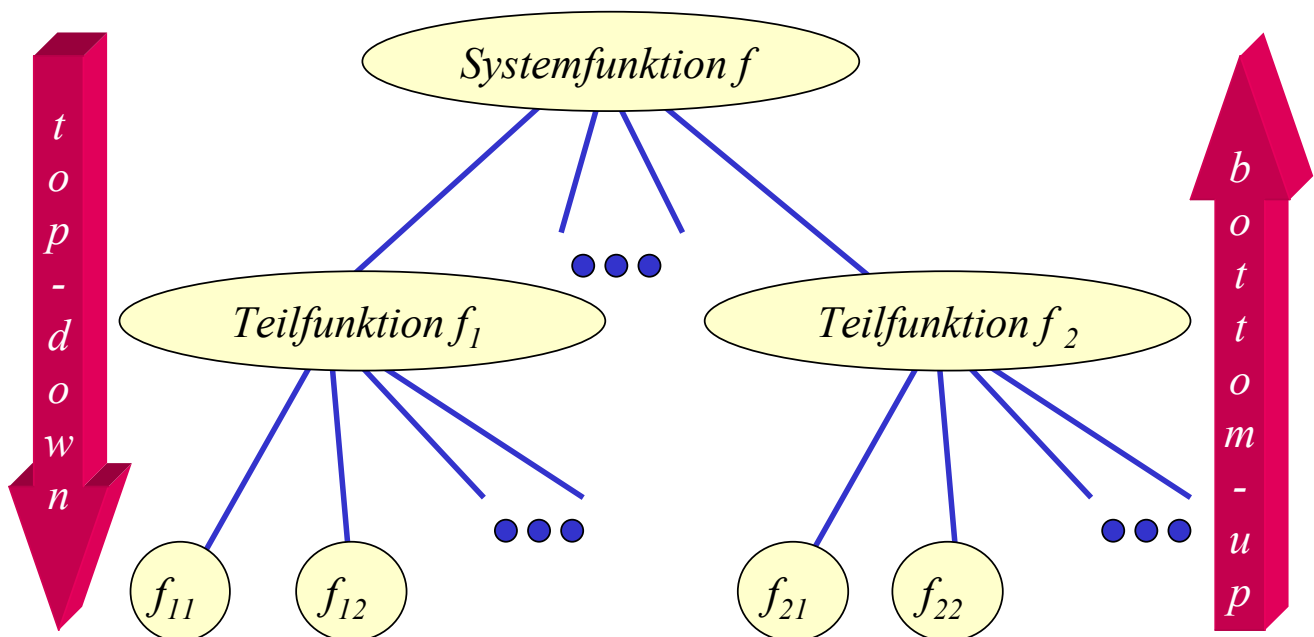 Systemfunktion f
top-down
bottom-up
Teilfunktion f₁
Teilfunktion f₂
f₁₁
f₁₂
f₂₁
f₂₂